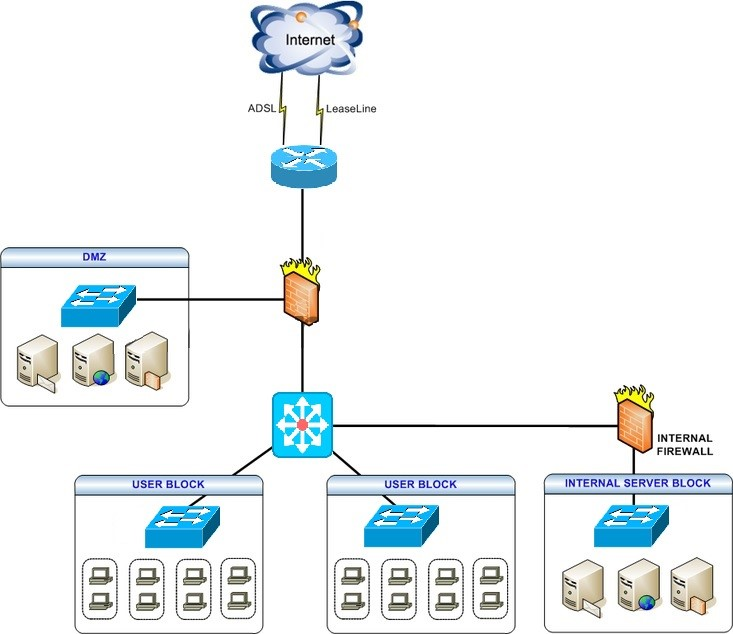 Internet
ADSL
LeaseLine
DMZ
INTERNAL
FIREWALL
USER BLOCK
USER BLOCK
INTERNAL SERVER BLOCK